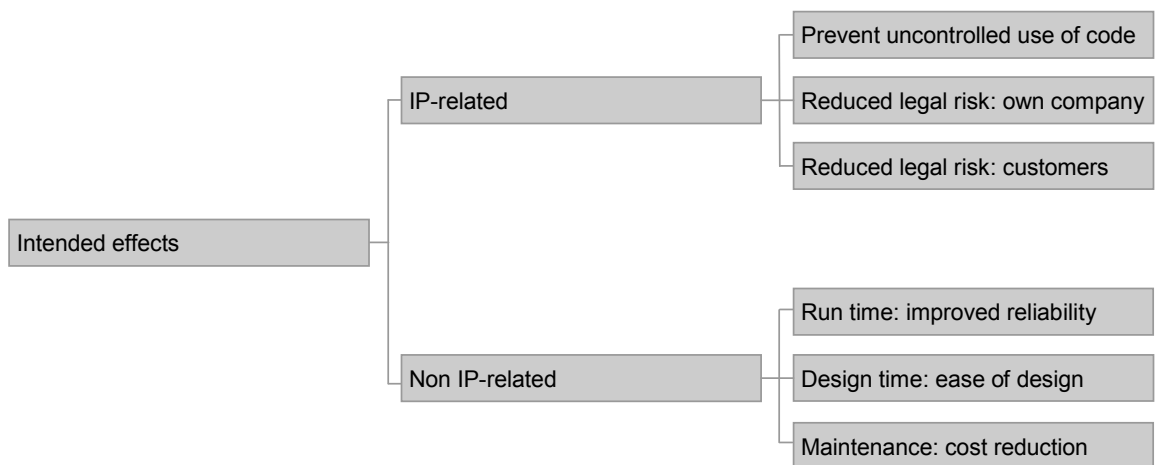 Intended effects
IP-related
Prevent uncontrolled use of code
Reduced legal risk: own company
Reduced legal risk: customers
Non IP-related
Run time: improved reliability
Design time: ease of design
Maintenance: cost reduction